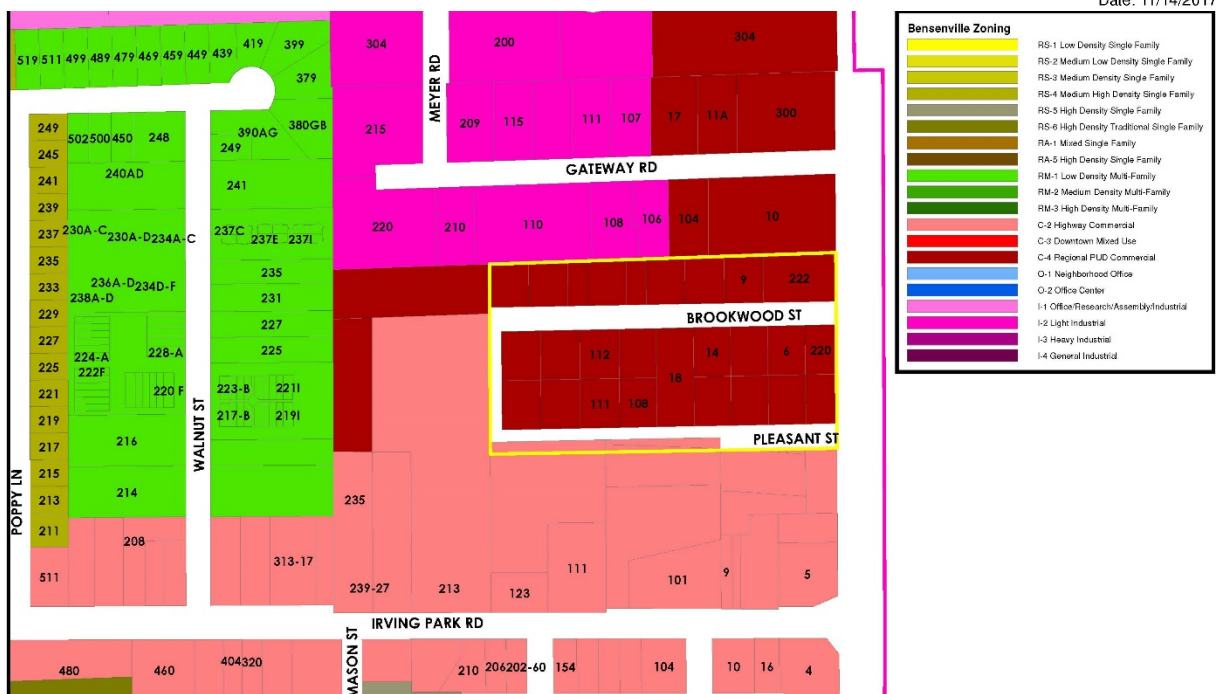 Date: 11/14/2017
Bensenville Zoning
RS-1 Low Density Single Family
RS-2 Medium Low Density Single Family
RS-3 Medium Density Single Family
RS-4 Medium High Density Single Family
RS-5 High Density Single Family
RS-6 High Density Traditional Single Family
RA-1 Mixed Single Family
RA-5 High Density Single Family
RM-1 Low Density Multi-Family
RM-2 Medium Density Multi-Family
RM-3 High Density Multi-Family
C-2 Highway Commercial
C-3 Downtown Mixed Use
C-4 Regional PUD Commercial
O-1 Neighborhood Office
O-2 Office Center
I-1 Office/Research/Assembly/Industrial
I-2 Light Industrial
I-3 Heavy Industrial
I-4 General Industrial
519 511 499 489 479 469 459 449 439 419 399
379
304 200 304
MEYER RD
215 209 115 111 107 17 11A 300
249 502 500 450 248 249 390AG 380GB
245
240AD
241 241
GATEWAY RD
239
220 210 110 108 106 104 10
237 230A-C 230A-D 234A-C 237C 237E 237I
235 235
233 236A-D 234D-F 231
238A-D
9 222
229 227
BROOKWOOD ST
227 224-A 228-A 225
112 14 6 220
225 222F 220 F 223-B 221I
18
221
111 108
219 217-B 219I
217 216
WALNUT ST
PLEASANT ST
215
213 214 235
POPPY LN
211
208 313-17
511 239-27 213 123 111 101 9 5
IRVING PARK RD
MASON ST
480 460 404 320 210 206 202-60 154 104 10 16 4